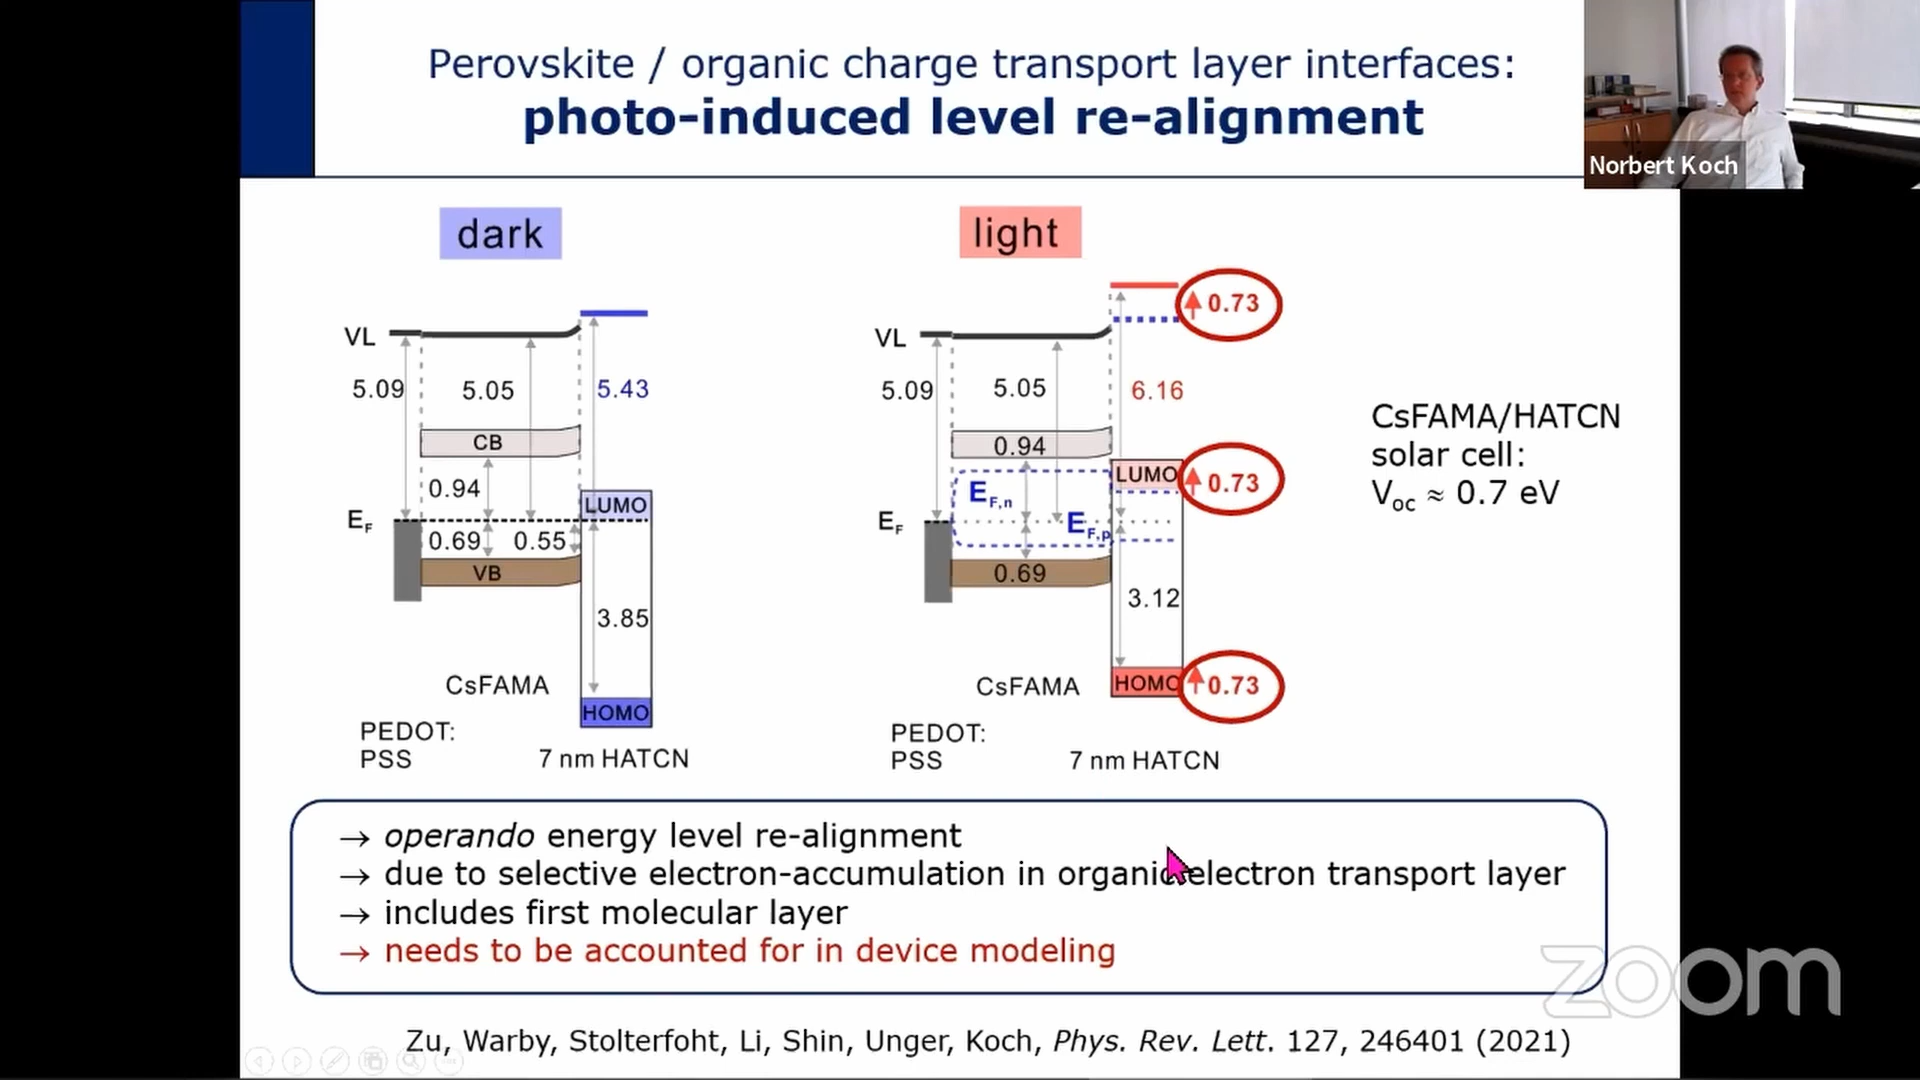 Perovskite / organic charge transport layer interfaces:
photo-induced level re-alignment
Norbert Koch
dark
light
VL
5.09
5.05
5.43
CB
0.94
LUMO
E_F
0.69
0.55
VB
3.85
CsFAMA
HOMO
PEDOT:
PSS
7 nm HATCN
0.73
VL
5.09
5.05
6.16
0.94
LUMO
0.73
E_F,n
E_F
E_F,p
0.69
3.12
CsFAMA
HOMO
0.73
PEDOT:
PSS
7 nm HATCN
CsFAMA/HATCN
solar cell:
V_oc ≈ 0.7 eV
→ operando energy level re-alignment
→ due to selective electron-accumulation in organic electron transport layer
→ includes first molecular layer
→ needs to be accounted for in device modeling
zoom
Zu, Warby, Stolterfoht, Li, Shin, Unger, Koch, Phys. Rev. Lett. 127, 246401 (2021)